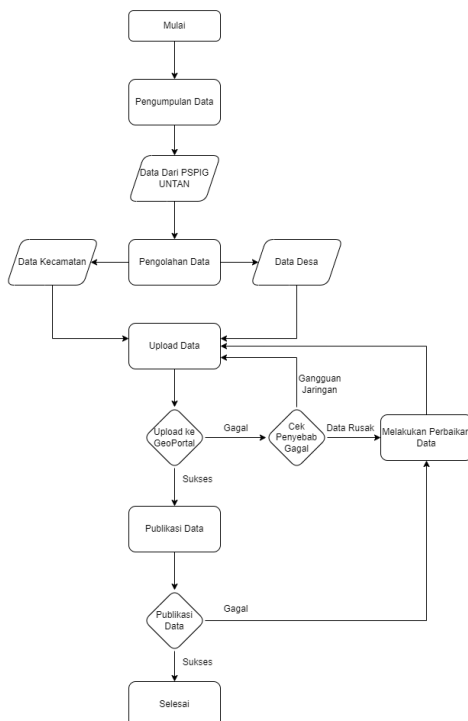 Mulai
Pengumpulan Data
Data Dari PSPIG
UNTAN
Data Kecamatan
Pengolahan Data
Data Desa
Upload Data
Gangguan
Jaringan
Upload ke
GeoPortal
Gagal
Cek
Penyebab
Gagal
Data Rusak
Melakukan Perbaikan
Data
Sukses
Publikasi Data
Publikasi
Data
Gagal
Sukses
Selesai